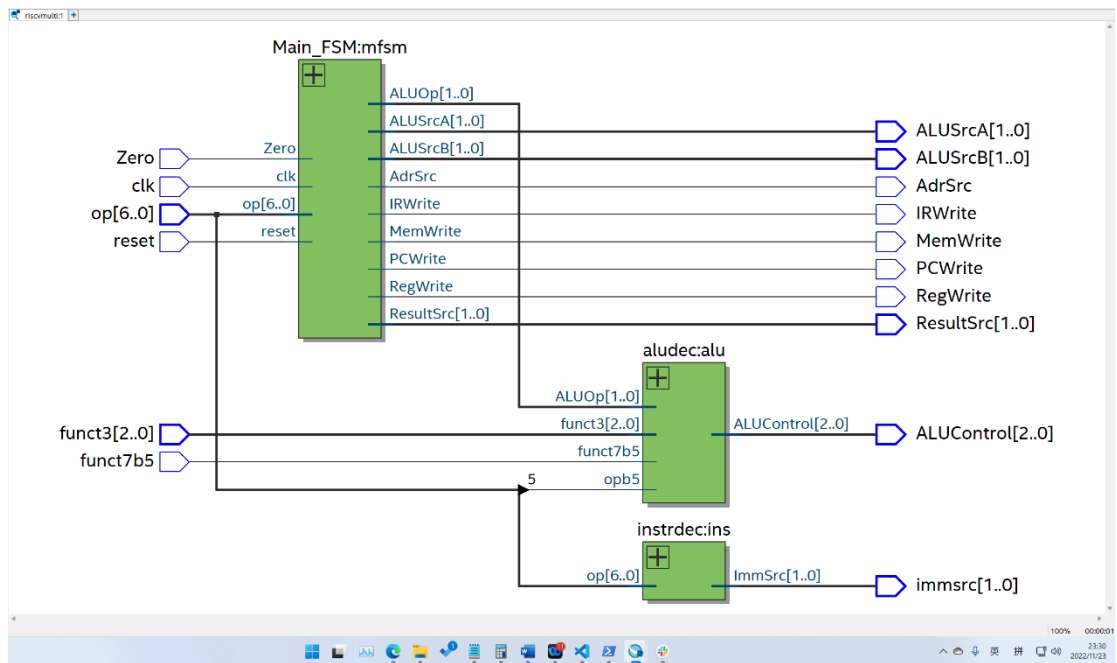 riscvmulti:1
Main_FSM:mfsm
ALUOp[1..0]
ALUSrcA[1..0] ALUSrcA[1..0]
Zero Zero ALUSrcB[1..0] ALUSrcB[1..0]
clk clk AdrSrc AdrSrc
op[6..0] op[6..0] IRWrite IRWrite
reset reset MemWrite MemWrite
PCWrite PCWrite
RegWrite RegWrite
ResultSrc[1..0] ResultSrc[1..0]
aludec:alu
ALUOp[1..0]
funct3[2..0] funct3[2..0] ALUControl[2..0] ALUControl[2..0]
funct7b5 funct7b5
5 opb5
instrdec:ins
op[6..0] ImmSrc[1..0] immsrc[1..0]
100% 00:00:01
英 拼 23:30
2022/11/23